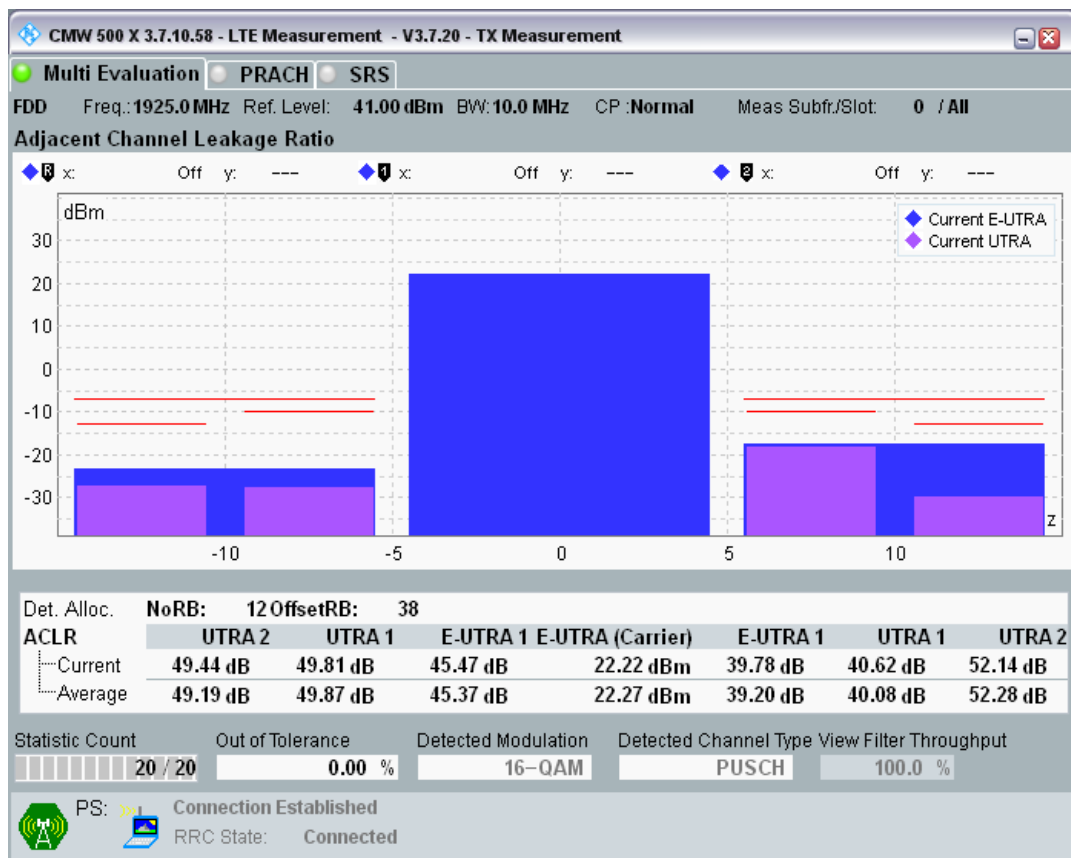 CMW 500 X 3.7.10.58 - LTE Measurement - V3.7.20 - TX Measurement
Multi Evaluation PRACH SRS
FDD Freq.:1925.0 MHz Ref. Level: 41.00 dBm BW:10.0 MHz CP :Normal Meas Subfr./Slot: 0 / All
Adjacent Channel Leakage Ratio
R x: Off y: --- 1 x: Off y: --- 2 x: Off y: ---
dBm
Current E-UTRA
Current UTRA
30
20
10
0
-10
-20
-30
z
-10 -5 0 5 10
Det. Alloc. NoRB: 12 OffsetRB: 38
ACLR UTRA 2 UTRA 1 E-UTRA 1 E-UTRA (Carrier) E-UTRA 1 UTRA 1 UTRA 2
Current 49.44 dB 49.81 dB 45.47 dB 22.22 dBm 39.78 dB 40.62 dB 52.14 dB
Average 49.19 dB 49.87 dB 45.37 dB 22.27 dBm 39.20 dB 40.08 dB 52.28 dB
Statistic Count Out of Tolerance Detected Modulation Detected Channel Type View Filter Throughput
20 / 20 0.00 % 16-QAM PUSCH 100.0 %
PS: Connection Established
RRC State: Connected